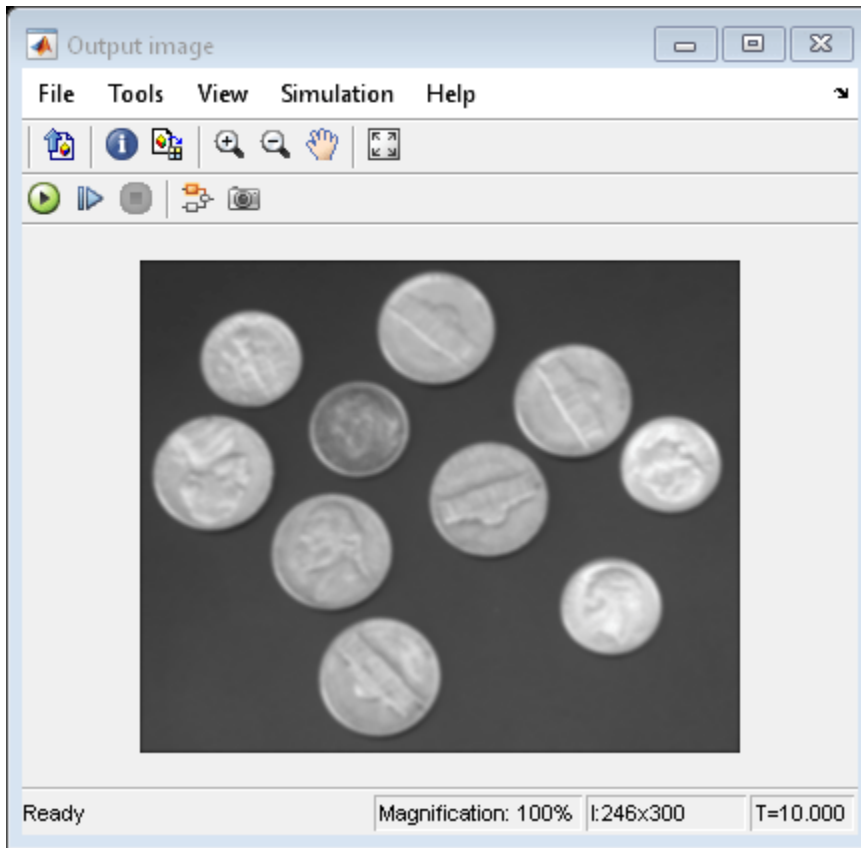 Output image
File Tools View Simulation Help
Ready Magnification: 100% I:246x300 T=10.000